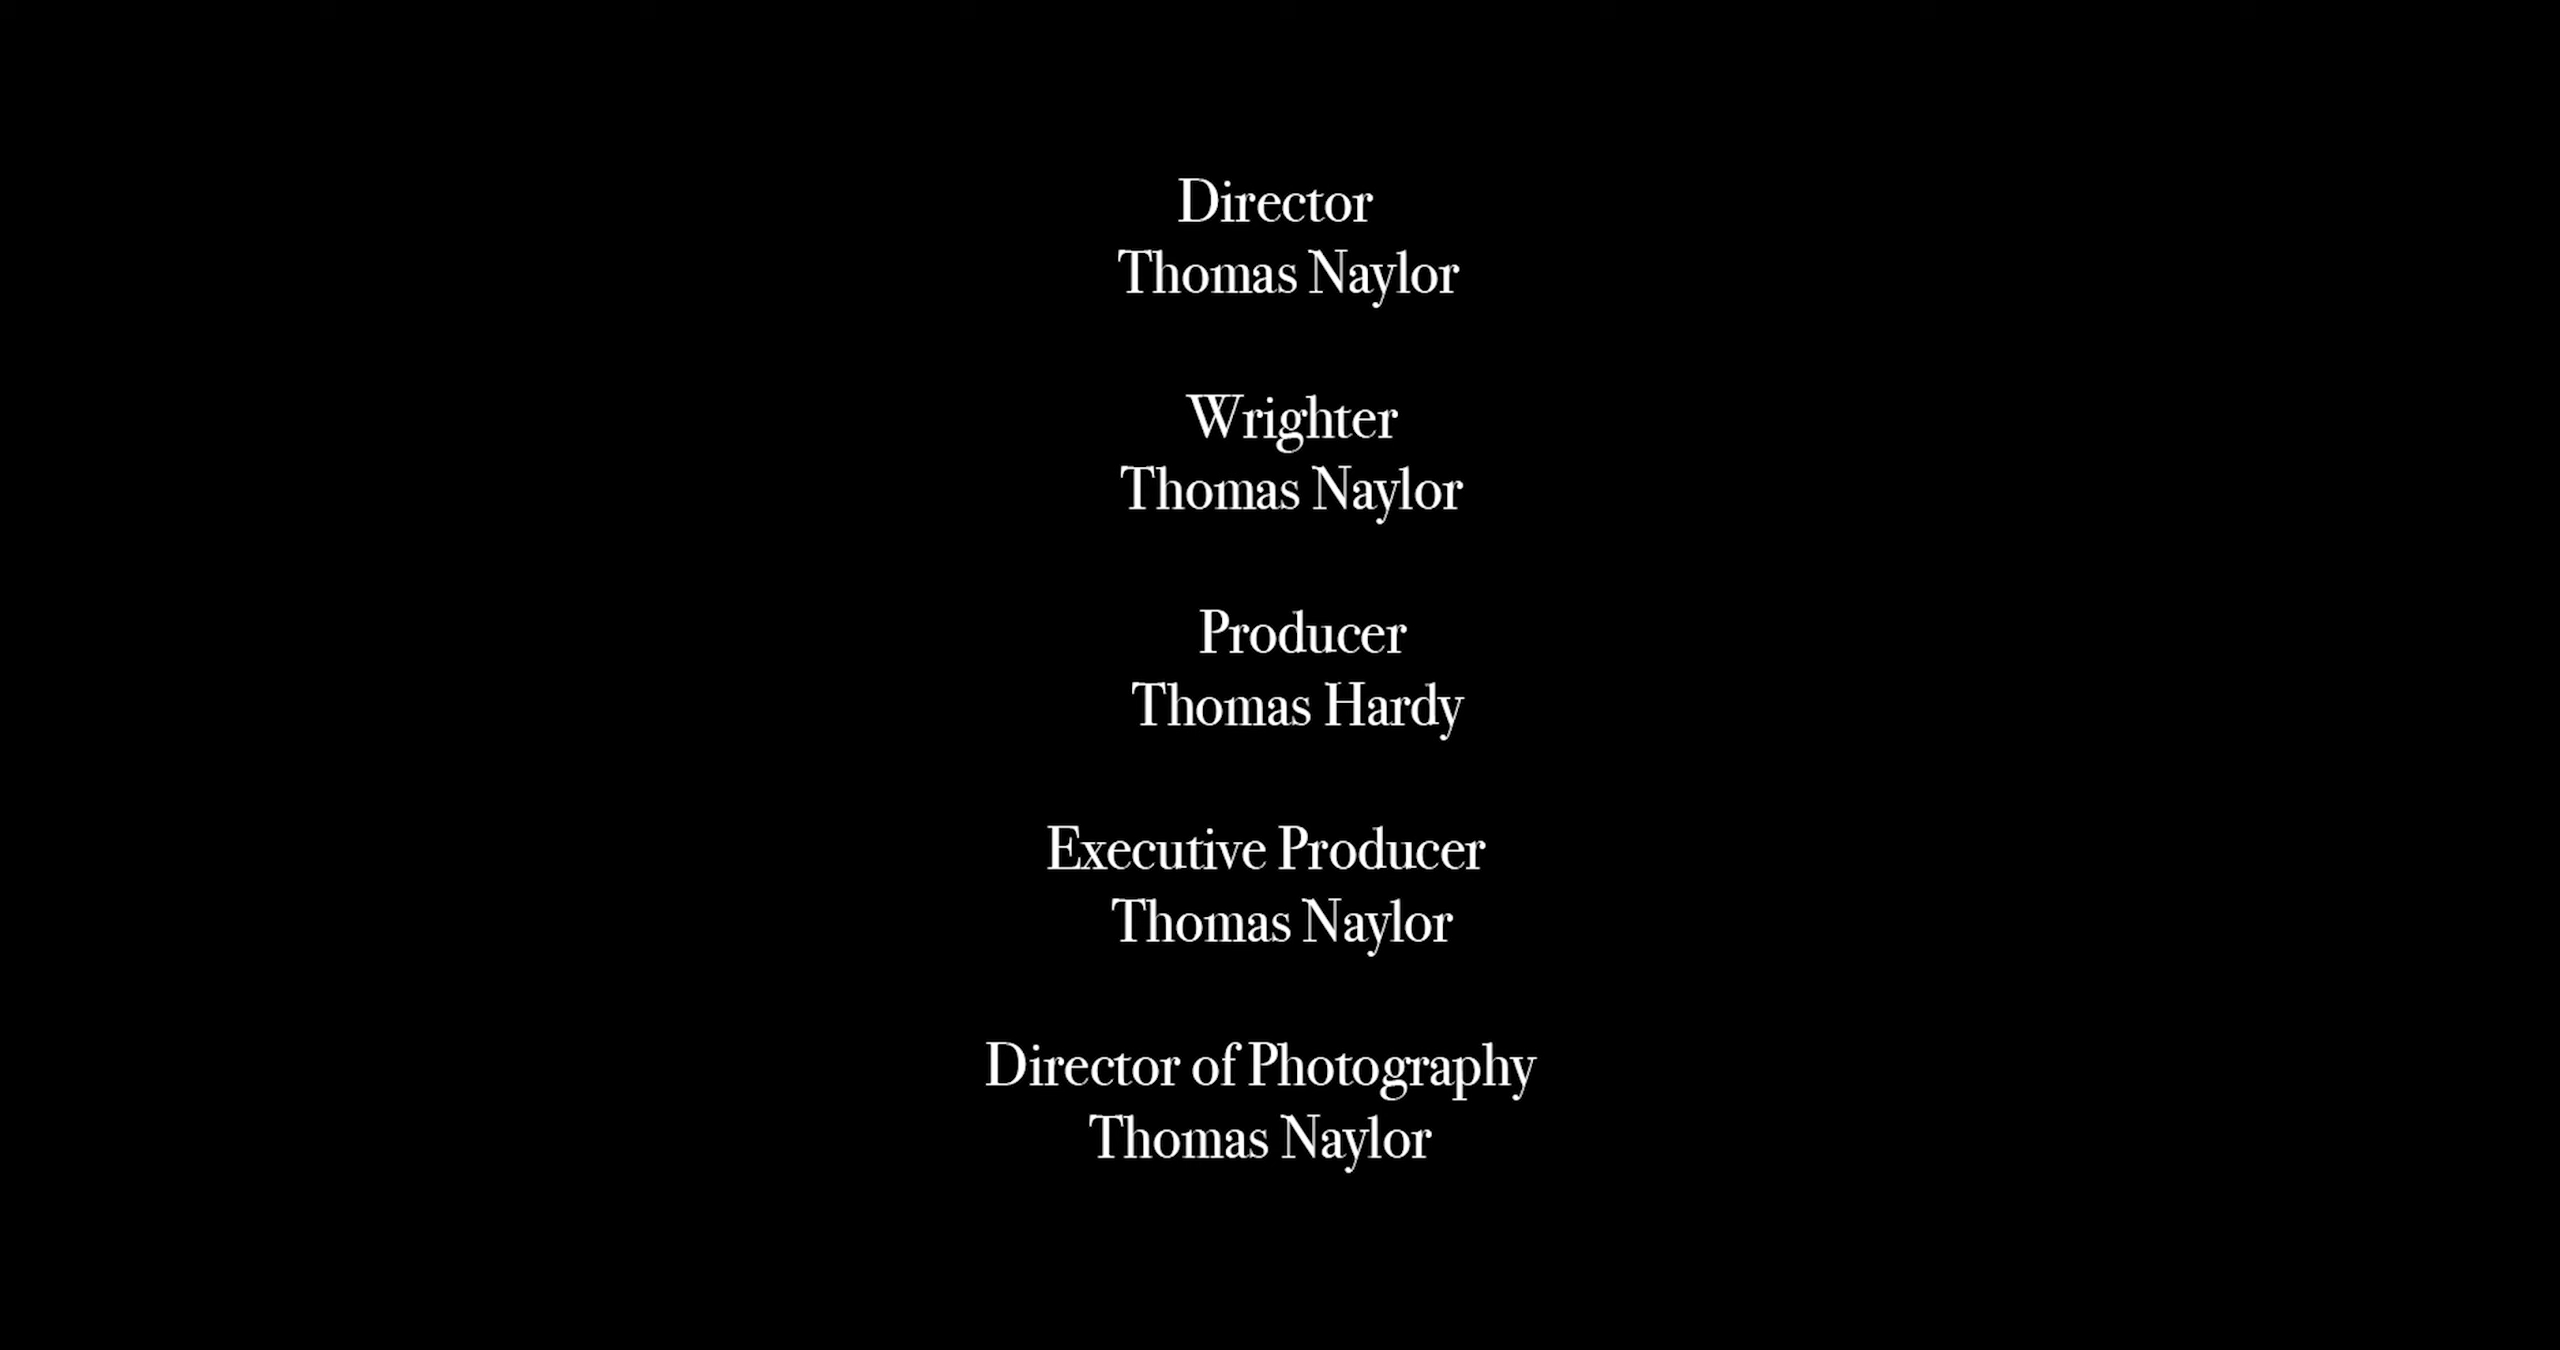 Director
Thomas Naylor
Wrighter
Thomas Naylor
Producer
Thomas Hardy
Executive Producer
Thomas Naylor
Director of Photography
Thomas Naylor